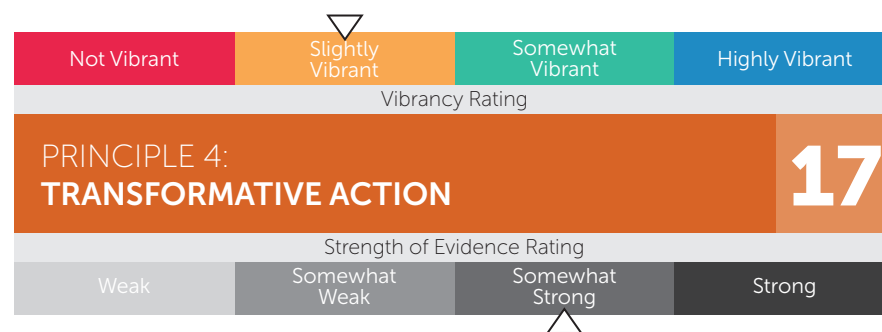 Not Vibrant
Slightly
Vibrant
Somewhat
Vibrant
Highly Vibrant
Vibrancy Rating
PRINCIPLE 4:
TRANSFORMATIVE ACTION
17
Strength of Evidence Rating
Weak
Somewhat
Weak
Somewhat
Strong
Strong